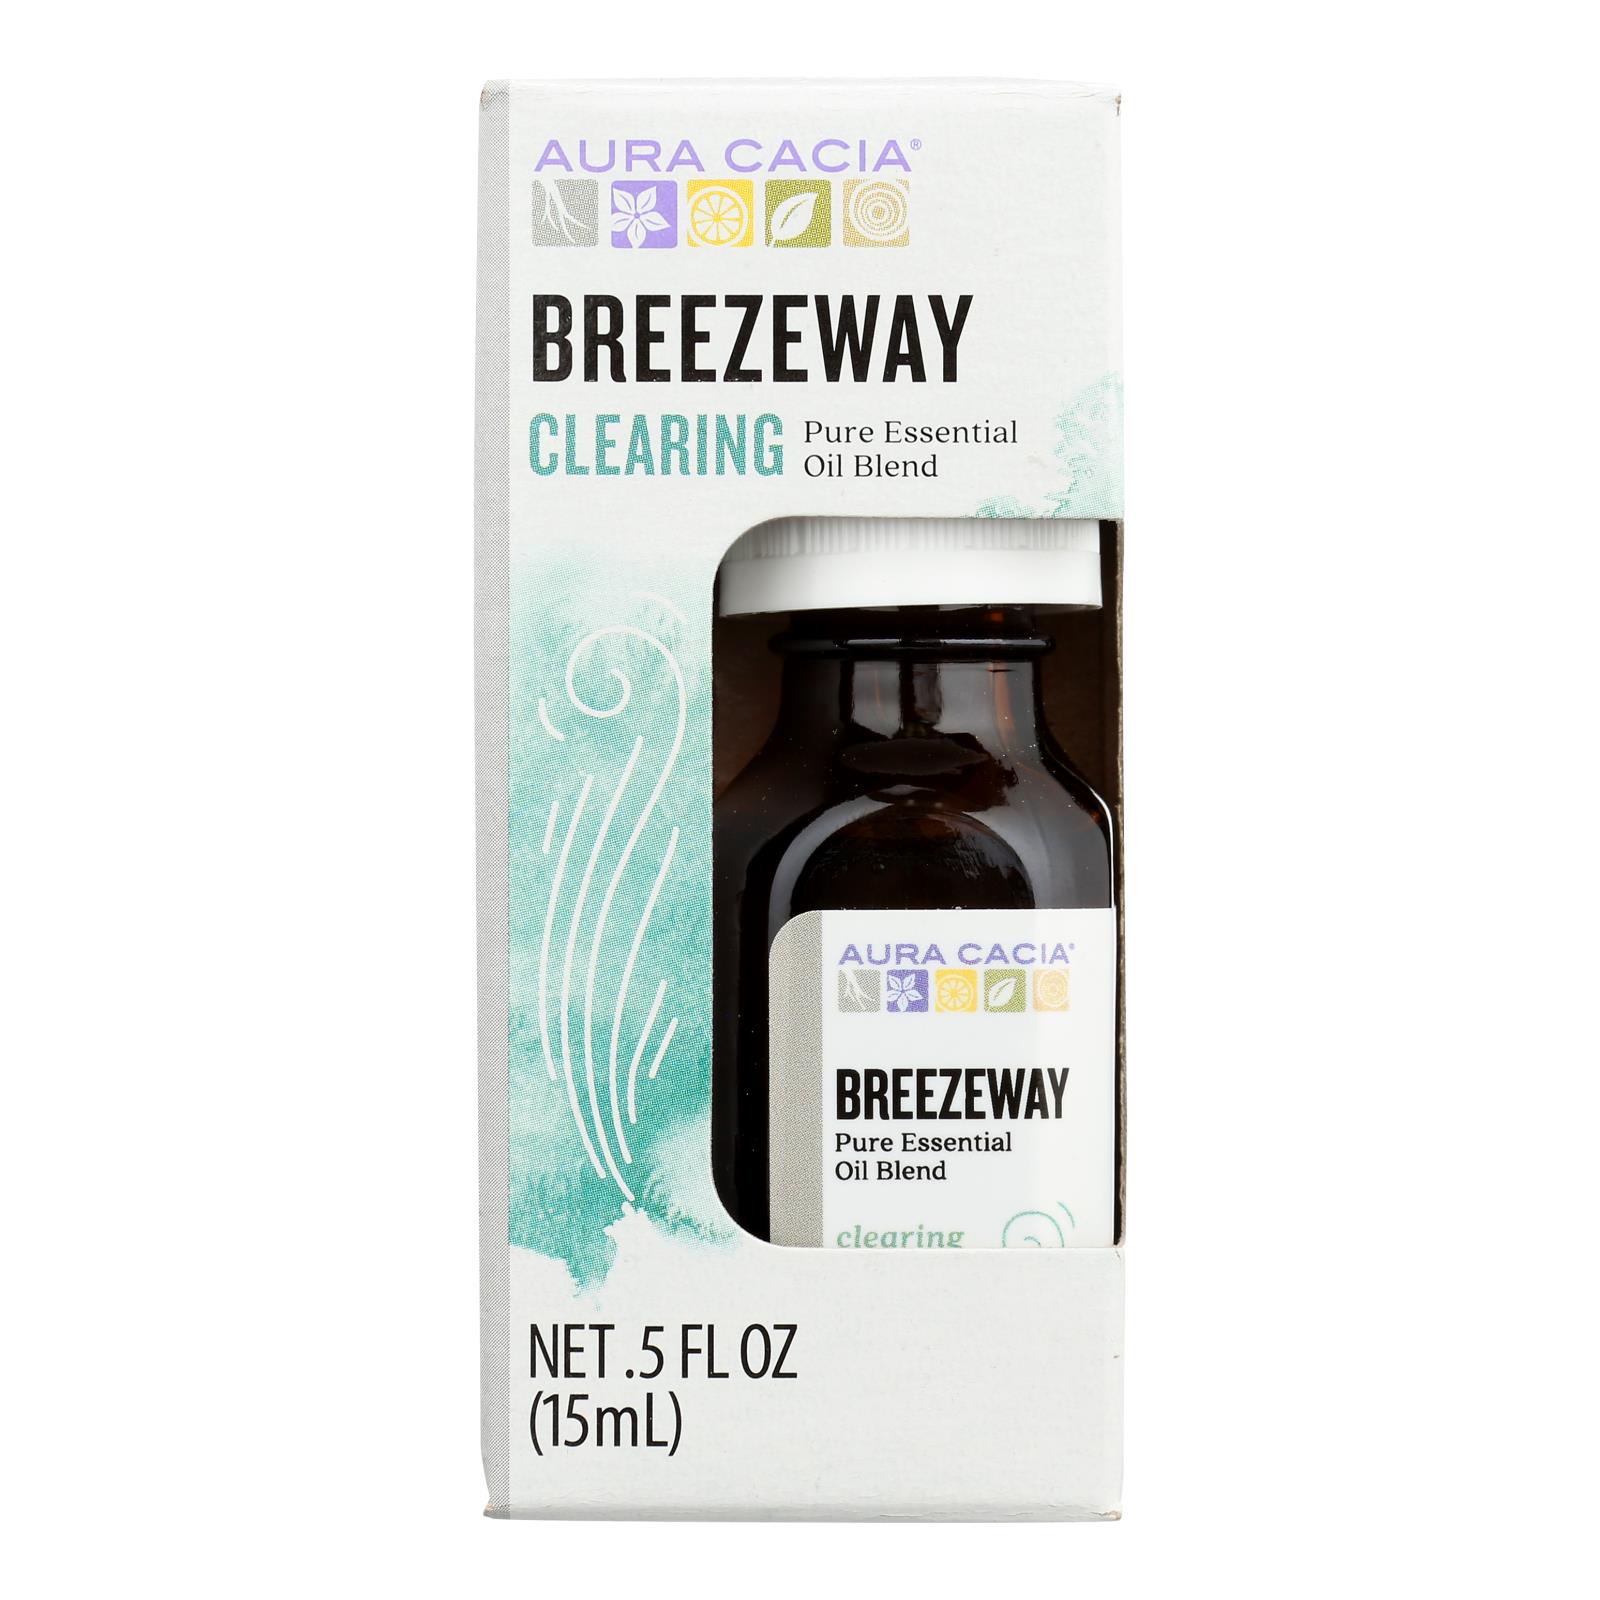 AURA CACIA®
BREEZEWAY
CLEARING
Pure Essential
Oil Blend
AURA CACIA®
BREEZEWAY
Pure Essential
Oil Blend
clearing
NET .5 FL OZ
(15mL)